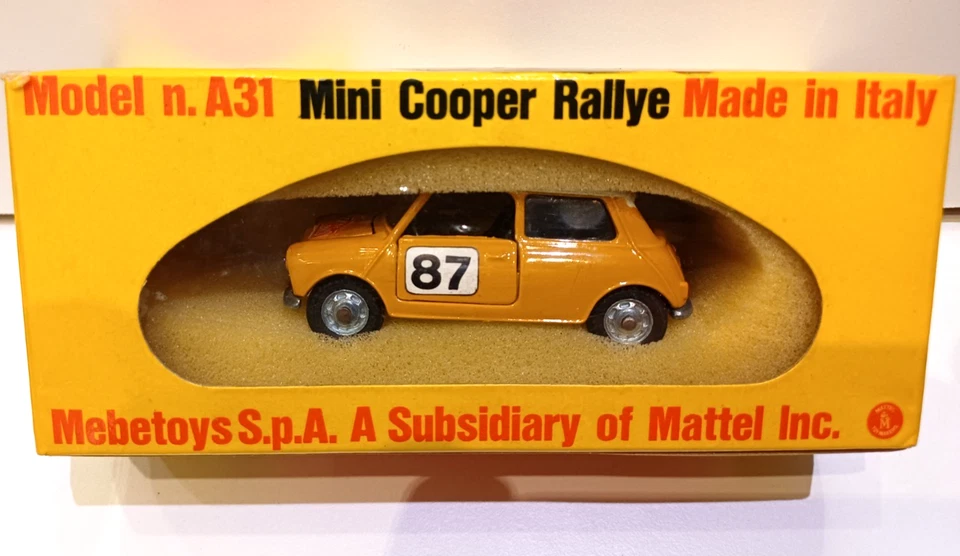 Model n. A31 Mini Cooper Rallye Made in Italy
87
Mebetoys S.p.A. A Subsidiary of Mattel Inc.